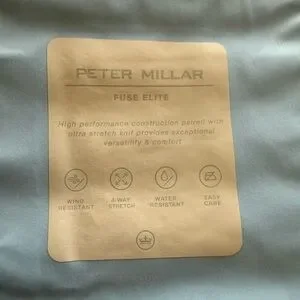 PETER MILLAR
FUSE ELITE
High-performance construction paired with
ultra stretch knit provides exceptional
versatility & comfort
WIND
RESISTANT
4-WAY
STRETCH
WATER
RESISTANT
EASY
CARE